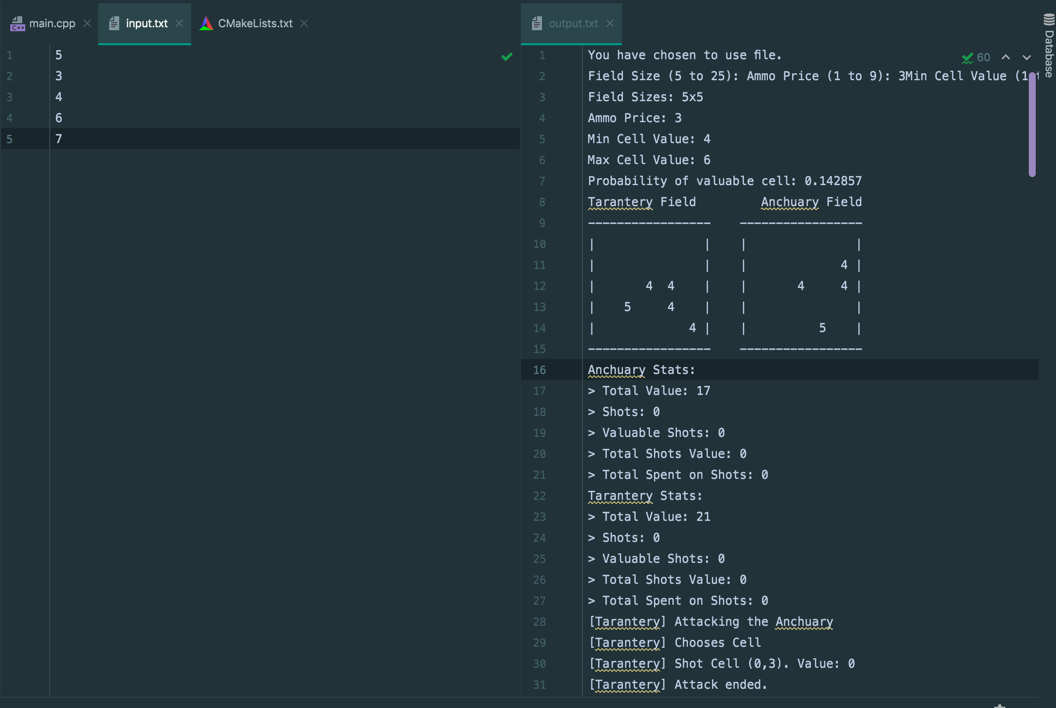 main.cpp input.txt CMakeLists.txt
1 5
2 3
3 4
4 6
5 7
output.txt
60
1 You have chosen to use file.
2 Field Size (5 to 25): Ammo Price (1 to 9): 3Min Cell Value (1
3 Field Sizes: 5x5
4 Ammo Price: 3
5 Min Cell Value: 4
6 Max Cell Value: 6
7 Probability of valuable cell: 0.142857
8 Tarantery Field Anchuary Field
9 ----------------- -----------------
10 | | | |
11 | | | 4 |
12 | 4 4 | | 4 4 |
13 | 5 4 | | |
14 | 4 | | 5 |
15 ----------------- -----------------
16 Anchuary Stats:
17 > Total Value: 17
18 > Shots: 0
19 > Valuable Shots: 0
20 > Total Shots Value: 0
21 > Total Spent on Shots: 0
22 Tarantery Stats:
23 > Total Value: 21
24 > Shots: 0
25 > Valuable Shots: 0
26 > Total Shots Value: 0
27 > Total Spent on Shots: 0
28 [Tarantery] Attacking the Anchuary
29 [Tarantery] Chooses Cell
30 [Tarantery] Shot Cell (0,3). Value: 0
31 [Tarantery] Attack ended.
Database